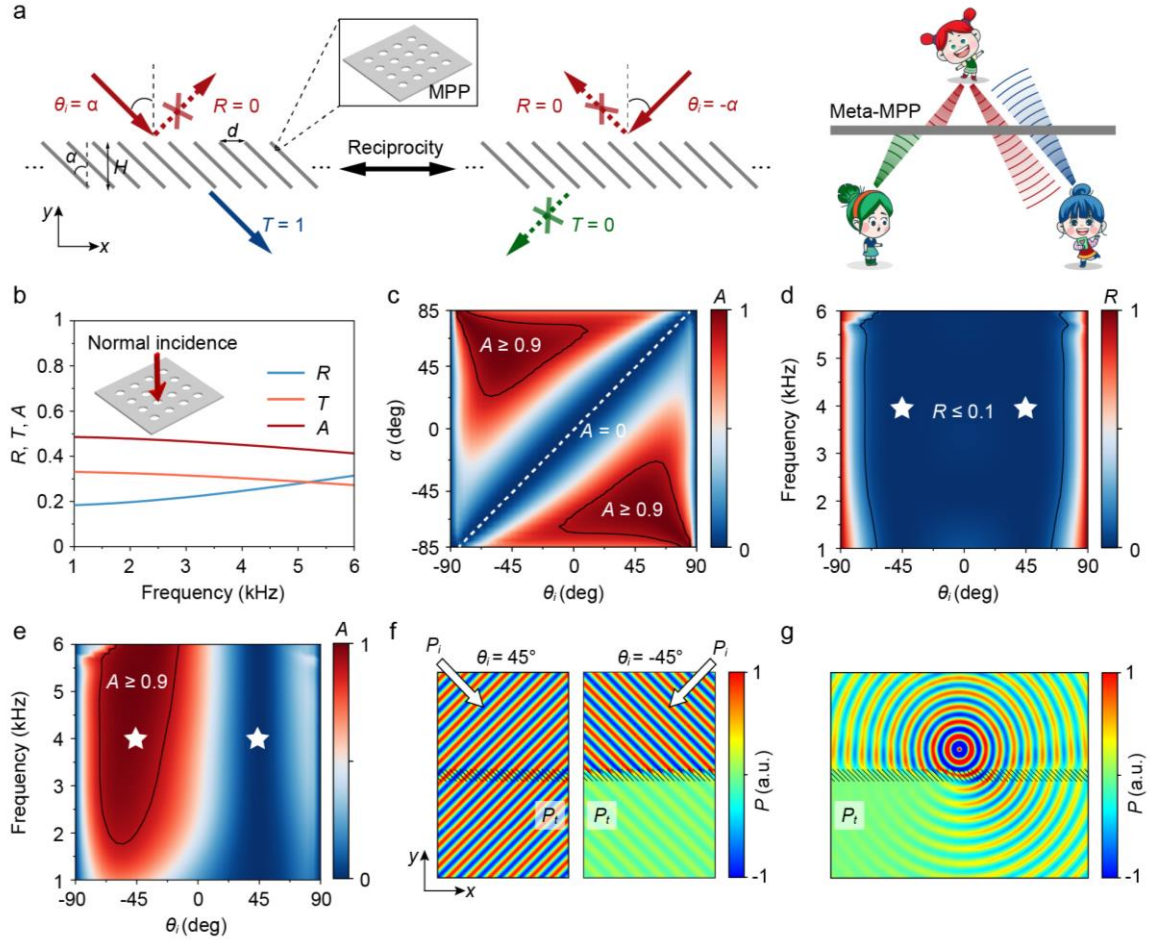 a
θi = α
R = 0
MPP
R = 0
θi = -α
Meta-MPP
d
α
H
...
...
Reciprocity
...
...
y
x
T = 1
T = 0
b
1
0.8
0.6
0.4
0.2
0
R, T, A
Normal incidence
R
T
A
1 2 3 4 5 6
Frequency (kHz)
c
A
85
45
0
-45
-85
α (deg)
A ≥ 0.9
A = 0
A ≥ 0.9
-90 -45 0 45 90
θi (deg)
1
0
d
R
6
5
4
3
2
1
Frequency (kHz)
R ≤ 0.1
-90 -45 0 45 90
θi (deg)
1
0
e
A
6
5
4
3
2
1
Frequency (kHz)
A ≥ 0.9
-90 -45 0 45 90
θi (deg)
1
0
f
Pi
θi = 45°
θi = -45°
Pi
Pt
Pt
y
x
1
-1
P (a.u.)
g
Pt
1
-1
P (a.u.)